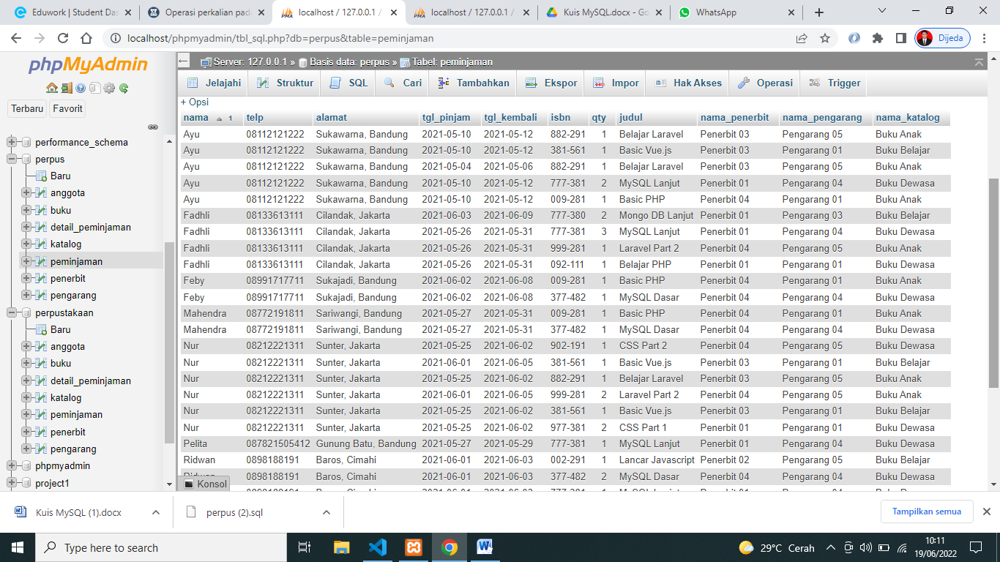 Eduwork | Student Das
Operasi perkalian pad
localhost / 127.0.0.1 /
localhost / 127.0.0.1 /
Kuis MySQL.docx - Go
WhatsApp
localhost/phpmyadmin/tbl_sql.php?db=perpus&table=peminjaman
Dijeda
phpMyAdmin
Terbaru Favorit
performance_schema
perpus
Baru
anggota
buku
detail_peminjaman
katalog
peminjaman
penerbit
pengarang
perpustakaan
Baru
anggota
buku
detail_peminjaman
katalog
peminjaman
penerbit
pengarang
phpmyadmin
project1
Server: 127.0.0.1 » Basis data: perpus » Tabel: peminjaman
Jelajahi Struktur SQL Cari Tambahkan Ekspor Impor Hak Akses Operasi Trigger
+ Opsi
nama 1 telp alamat tgl_pinjam tgl_kembali isbn qty judul nama_penerbit nama_pengarang nama_katalog
Ayu 08112121222 Sukawarna, Bandung 2021-05-10 2021-05-12 882-291 1 Belajar Laravel Penerbit 03 Pengarang 05 Buku Anak
Ayu 08112121222 Sukawarna, Bandung 2021-05-10 2021-05-12 381-561 1 Basic Vue.js Penerbit 03 Pengarang 01 Buku Belajar
Ayu 08112121222 Sukawarna, Bandung 2021-05-04 2021-05-06 882-291 1 Belajar Laravel Penerbit 03 Pengarang 05 Buku Anak
Ayu 08112121222 Sukawarna, Bandung 2021-05-10 2021-05-12 777-381 2 MySQL Lanjut Penerbit 01 Pengarang 04 Buku Dewasa
Ayu 08112121222 Sukawarna, Bandung 2021-05-10 2021-05-12 009-281 1 Basic PHP Penerbit 04 Pengarang 01 Buku Anak
Fadhli 08133613111 Cilandak, Jakarta 2021-06-03 2021-06-09 777-380 2 Mongo DB Lanjut Penerbit 01 Pengarang 03 Buku Belajar
Fadhli 08133613111 Cilandak, Jakarta 2021-05-26 2021-05-31 777-381 3 MySQL Lanjut Penerbit 01 Pengarang 04 Buku Dewasa
Fadhli 08133613111 Cilandak, Jakarta 2021-05-26 2021-05-31 999-281 1 Laravel Part 2 Penerbit 04 Pengarang 05 Buku Anak
Fadhli 08133613111 Cilandak, Jakarta 2021-05-26 2021-05-31 092-111 1 Belajar PHP Penerbit 01 Pengarang 01 Buku Dewasa
Feby 08991717711 Sukajadi, Bandung 2021-06-02 2021-06-08 009-281 1 Basic PHP Penerbit 04 Pengarang 01 Buku Anak
Feby 08991717711 Sukajadi, Bandung 2021-06-02 2021-06-08 377-482 1 MySQL Dasar Penerbit 04 Pengarang 04 Buku Dewasa
Mahendra 08772191811 Sariwangi, Bandung 2021-05-27 2021-05-31 009-281 1 Basic PHP Penerbit 04 Pengarang 01 Buku Anak
Mahendra 08772191811 Sariwangi, Bandung 2021-05-27 2021-05-31 377-482 1 MySQL Dasar Penerbit 04 Pengarang 04 Buku Dewasa
Nur 08212221311 Sunter, Jakarta 2021-05-25 2021-06-02 902-191 1 CSS Part 2 Penerbit 04 Pengarang 05 Buku Dewasa
Nur 08212221311 Sunter, Jakarta 2021-06-01 2021-06-05 381-561 1 Basic Vue.js Penerbit 03 Pengarang 01 Buku Belajar
Nur 08212221311 Sunter, Jakarta 2021-05-25 2021-06-02 882-291 1 Belajar Laravel Penerbit 03 Pengarang 05 Buku Anak
Nur 08212221311 Sunter, Jakarta 2021-06-01 2021-06-05 999-281 2 Laravel Part 2 Penerbit 04 Pengarang 05 Buku Anak
Nur 08212221311 Sunter, Jakarta 2021-05-25 2021-06-02 381-561 1 Basic Vue.js Penerbit 03 Pengarang 01 Buku Belajar
Nur 08212221311 Sunter, Jakarta 2021-05-25 2021-06-02 977-381 2 CSS Part 1 Penerbit 01 Pengarang 05 Buku Dewasa
Pelita 087821505412 Gunung Batu, Bandung 2021-05-27 2021-05-29 777-381 1 MySQL Lanjut Penerbit 01 Pengarang 04 Buku Dewasa
Ridwan 0898188191 Baros, Cimahi 2021-06-01 2021-06-03 002-291 1 Lancar Javascript Penerbit 02 Pengarang 05 Buku Belajar
Ridwan 0898188191 Baros, Cimahi 2021-06-01 2021-06-03 377-482 2 MySQL Dasar Penerbit 04 Pengarang 04 Buku Dewasa
Konsol
Kuis MySQL (1).docx
perpus (2).sql
Tampilkan semua
Type here to search
29°C Cerah
10:11
19/06/2022